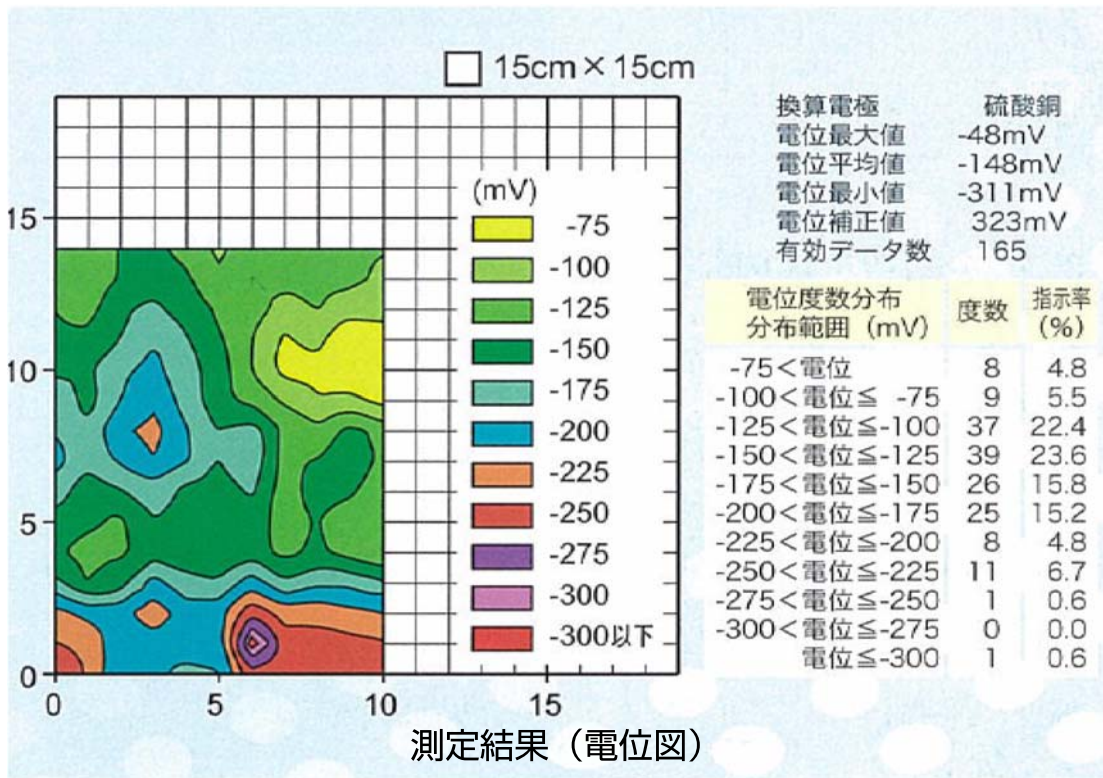 15cm×15cm
換算電極 硫酸銅
電位最大値 -48mV
電位平均値 -148mV
電位最小値 -311mV
電位補正値 323mV
有効データ数 165
15
10
5
0
0 5 10 15
(mV)
-75
-100
-125
-150
-175
-200
-225
-250
-275
-300
-300以下
電位度数分布
分布範囲（mV） 度数 指示率（%）
-75＜電位 8 4.8
-100＜電位≦ -75 9 5.5
-125＜電位≦-100 37 22.4
-150＜電位≦-125 39 23.6
-175＜電位≦-150 26 15.8
-200＜電位≦-175 25 15.2
-225＜電位≦-200 8 4.8
-250＜電位≦-225 11 6.7
-275＜電位≦-250 1 0.6
-300＜電位≦-275 0 0.0
電位≦-300 1 0.6
測定結果（電位図）